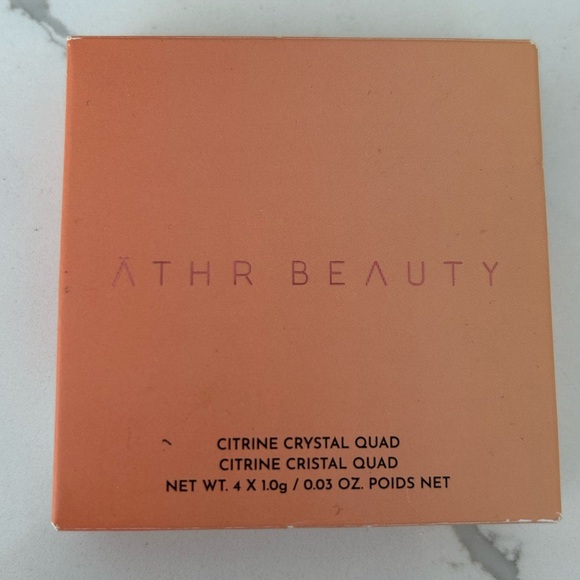 ĀTHR BEAUTY
CITRINE CRYSTAL QUAD
CITRINE CRISTAL QUAD
NET WT. 4 X 1.0g / 0.03 OZ. POIDS NET